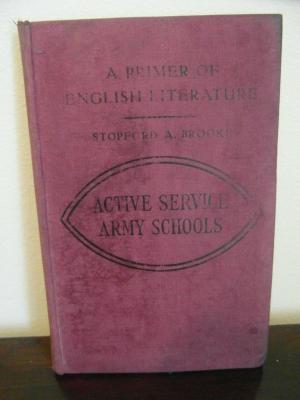 A PRIMER OF
ENGLISH LITERATURE
STOPFORD A. BROOKE
ACTIVE SERVICE
ARMY SCHOOLS